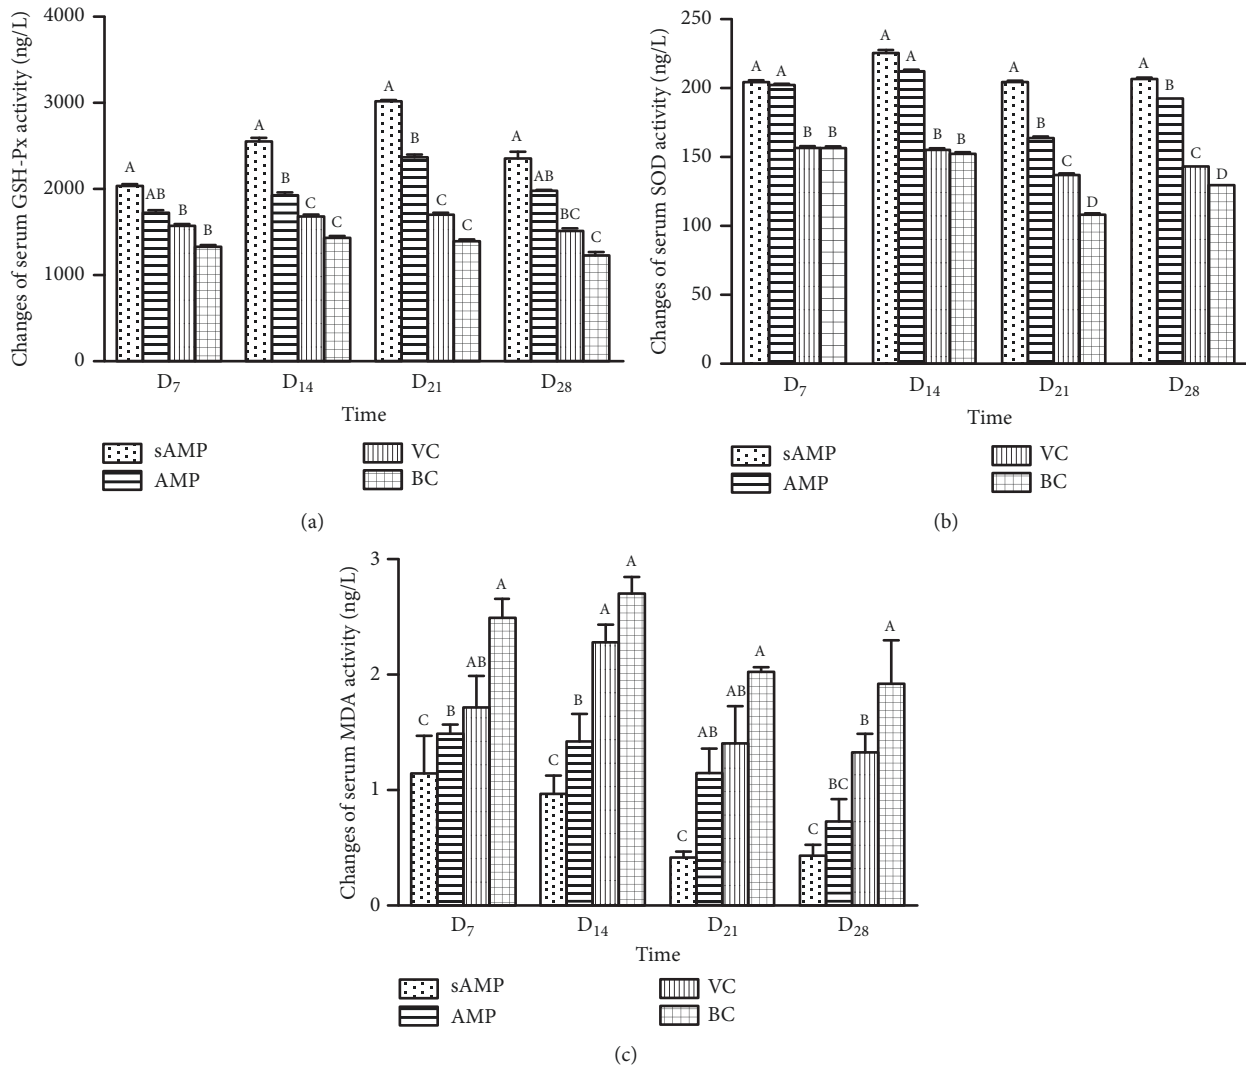 Changes of serum GSH-Px activity (ng/L)
4000
3000
2000
1000
0
A
AB
B
B
A
B
C
C
A
B
C
C
A
AB
BC
C
D7
D14
D21
D28
Time
sAMP
VC
AMP
BC
(a)
Changes of serum SOD activity (ng/L)
250
200
150
100
50
0
A
A
B
B
A
A
B
B
A
B
C
D
A
B
C
D
D7
D14
D21
D28
Time
sAMP
VC
AMP
BC
(b)
Changes of serum MDA activity (ng/L)
3
2
1
0
C
B
AB
A
C
B
A
A
C
AB
AB
A
C
BC
B
A
D7
D14
D21
D28
Time
sAMP
VC
AMP
BC
(c)